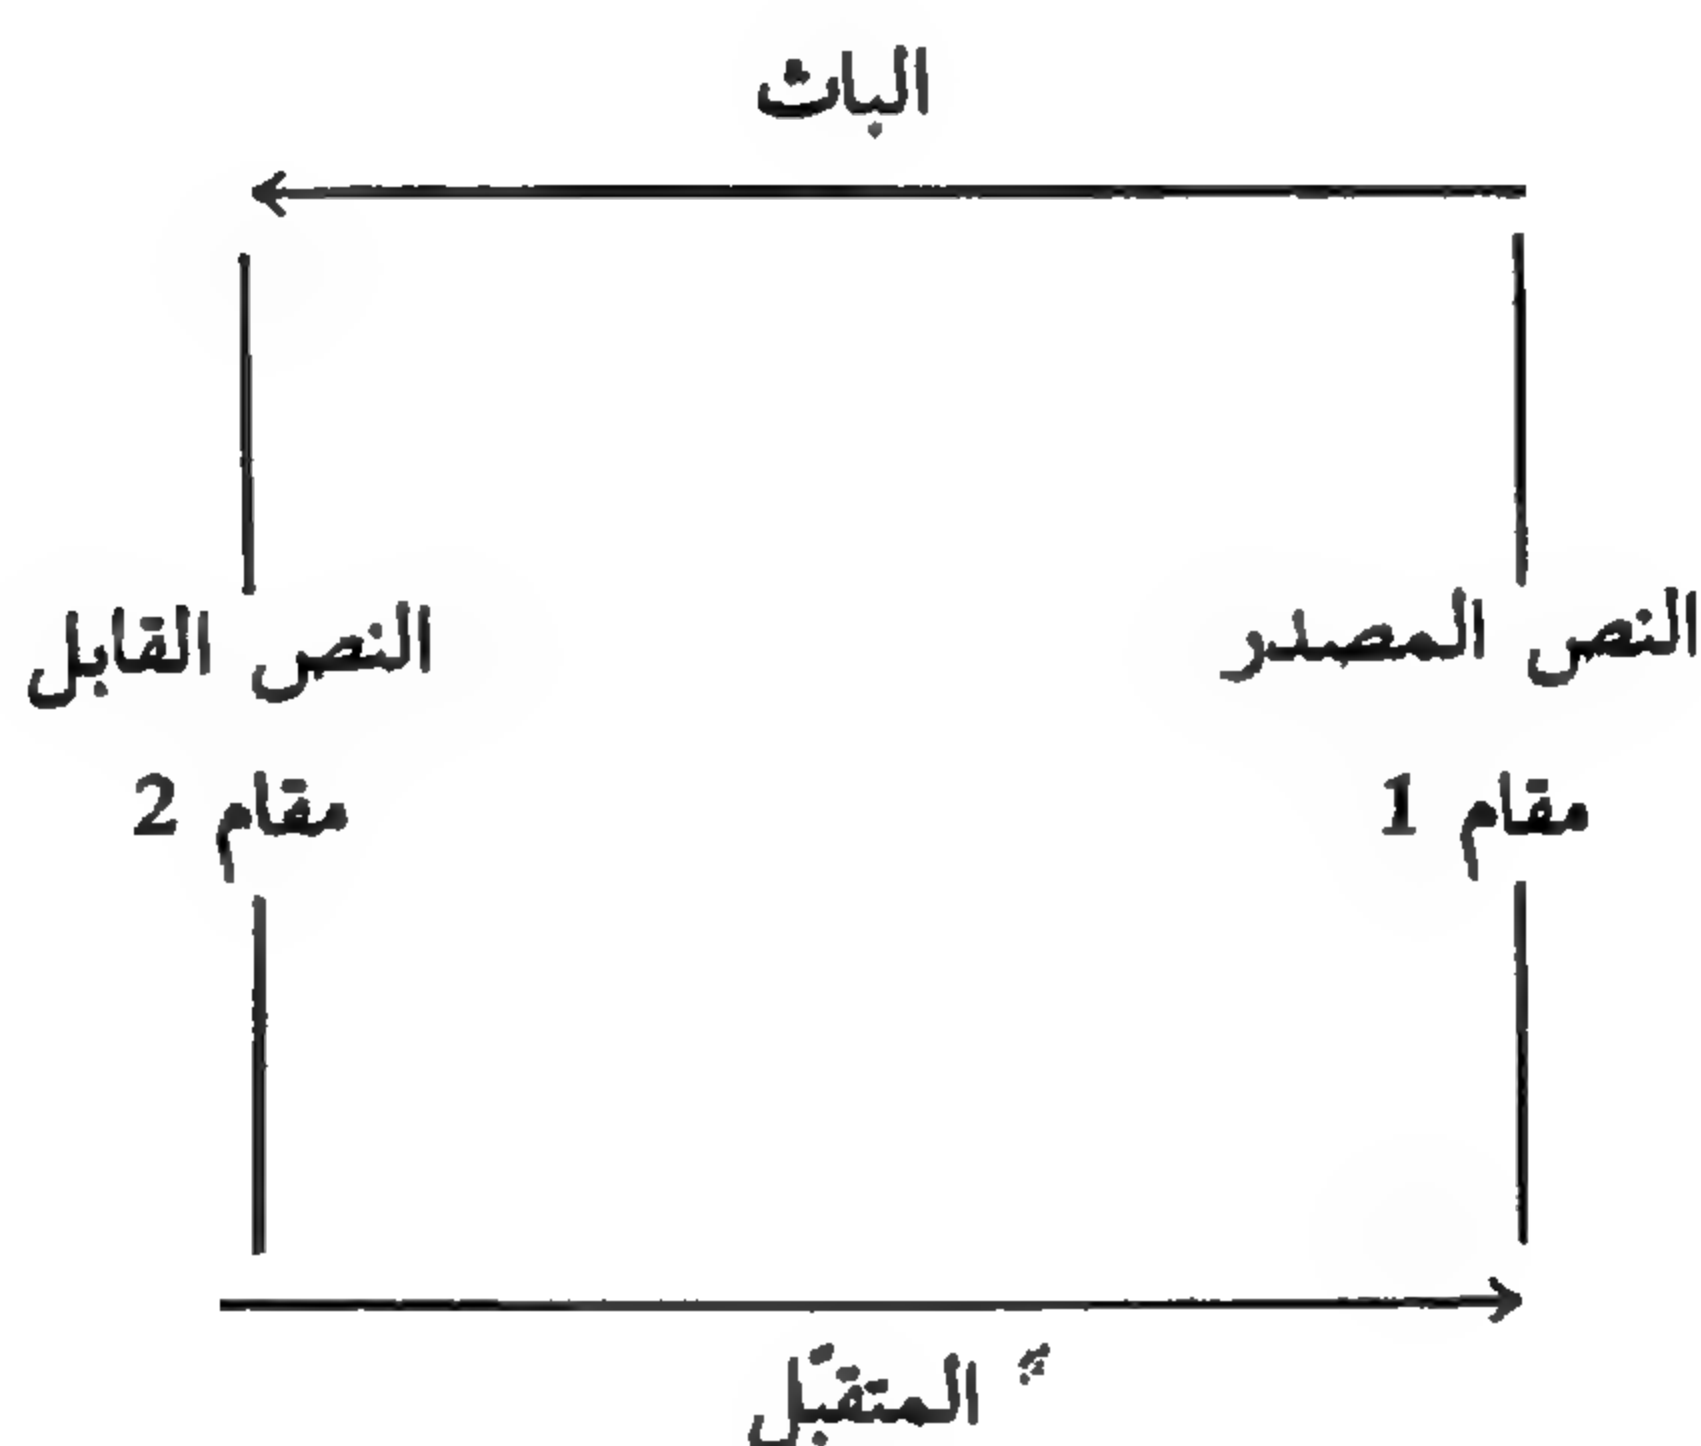 الباث
النص المصدر
النص القابل
مقام 1
مقام 2
المتقبّل